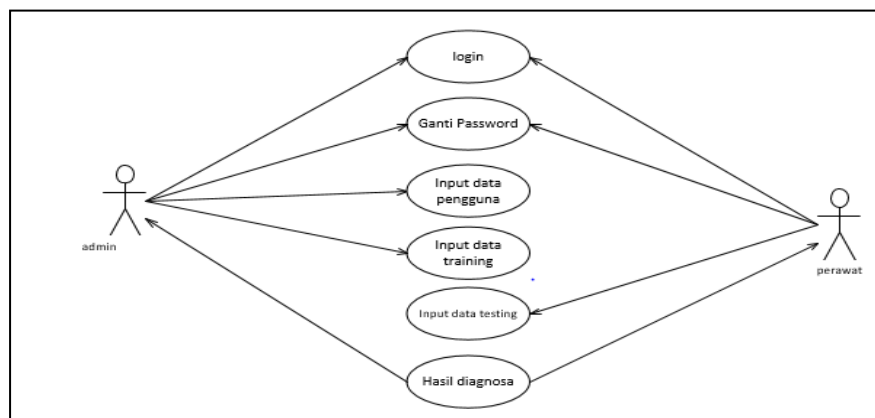 login
Ganti Password
Input data
pengguna
Input data
training
admin
perawat
Input data testing
Hasil diagnosa